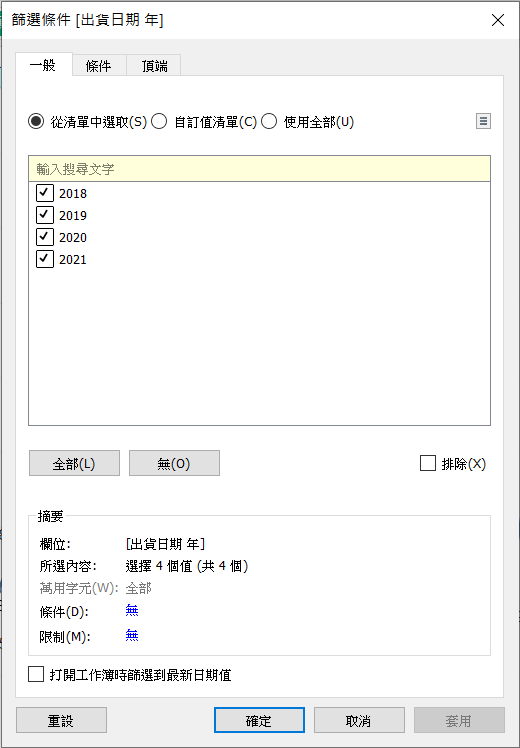 篩選條件 [出貨日期 年]
一般 條件 頂端
從清單中選取(S) 自訂值清單(C) 使用全部(U)
輸入搜尋文字
2018
2019
2020
2021
全部(L) 無(O) 排除(X)
摘要
欄位: [出貨日期 年]
所選內容: 選擇 4 個值 (共 4 個)
萬用字元(W): 全部
條件(D): 無
限制(M): 無
打開工作簿時篩選到最新日期值
重設 確定 取消 套用